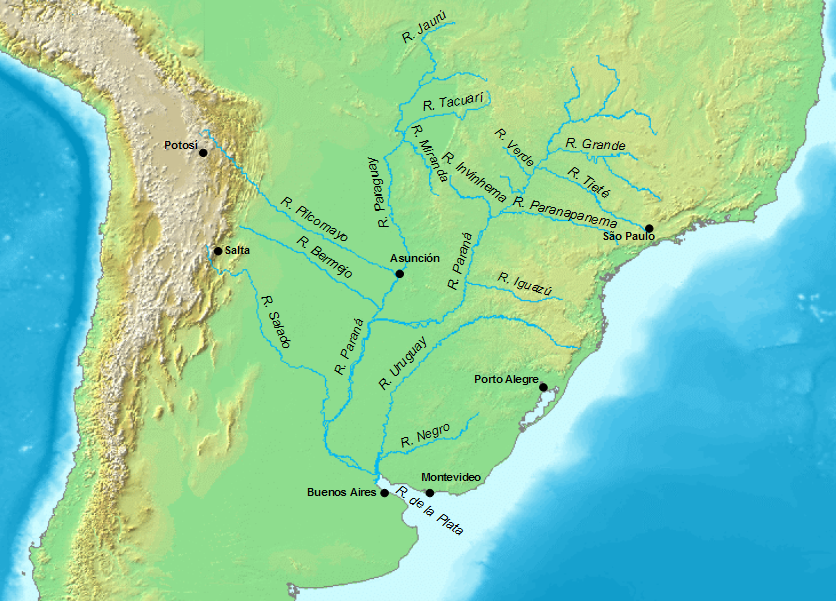 R. Jaurú
R. Tacuarí
R. Miranda
R. Verde
R. Grande
Potosí
R. Invinhema
R. Tieté
R. Paraguay
R. Paranapanema
R. Pilcomayo
São Paulo
R. Bermejo
Salta
Asunción
R. Paraná
R. Iguazú
R. Salado
R. Paraná
R. Uruguay
Porto Alegre
R. Negro
Montevideo
Buenos Aires
R. de la Plata